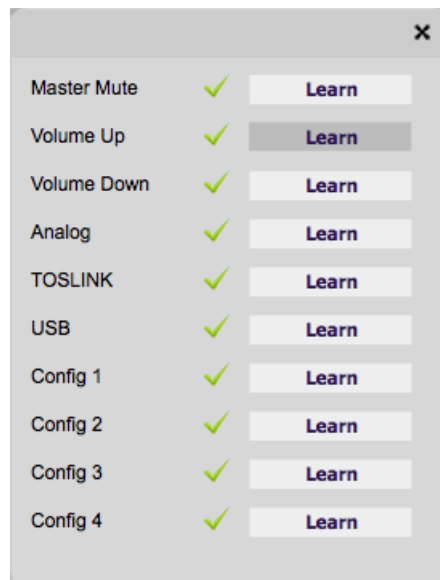 Master Mute Learn
Volume Up Learn
Volume Down Learn
Analog Learn
TOSLINK Learn
USB Learn
Config 1 Learn
Config 2 Learn
Config 3 Learn
Config 4 Learn